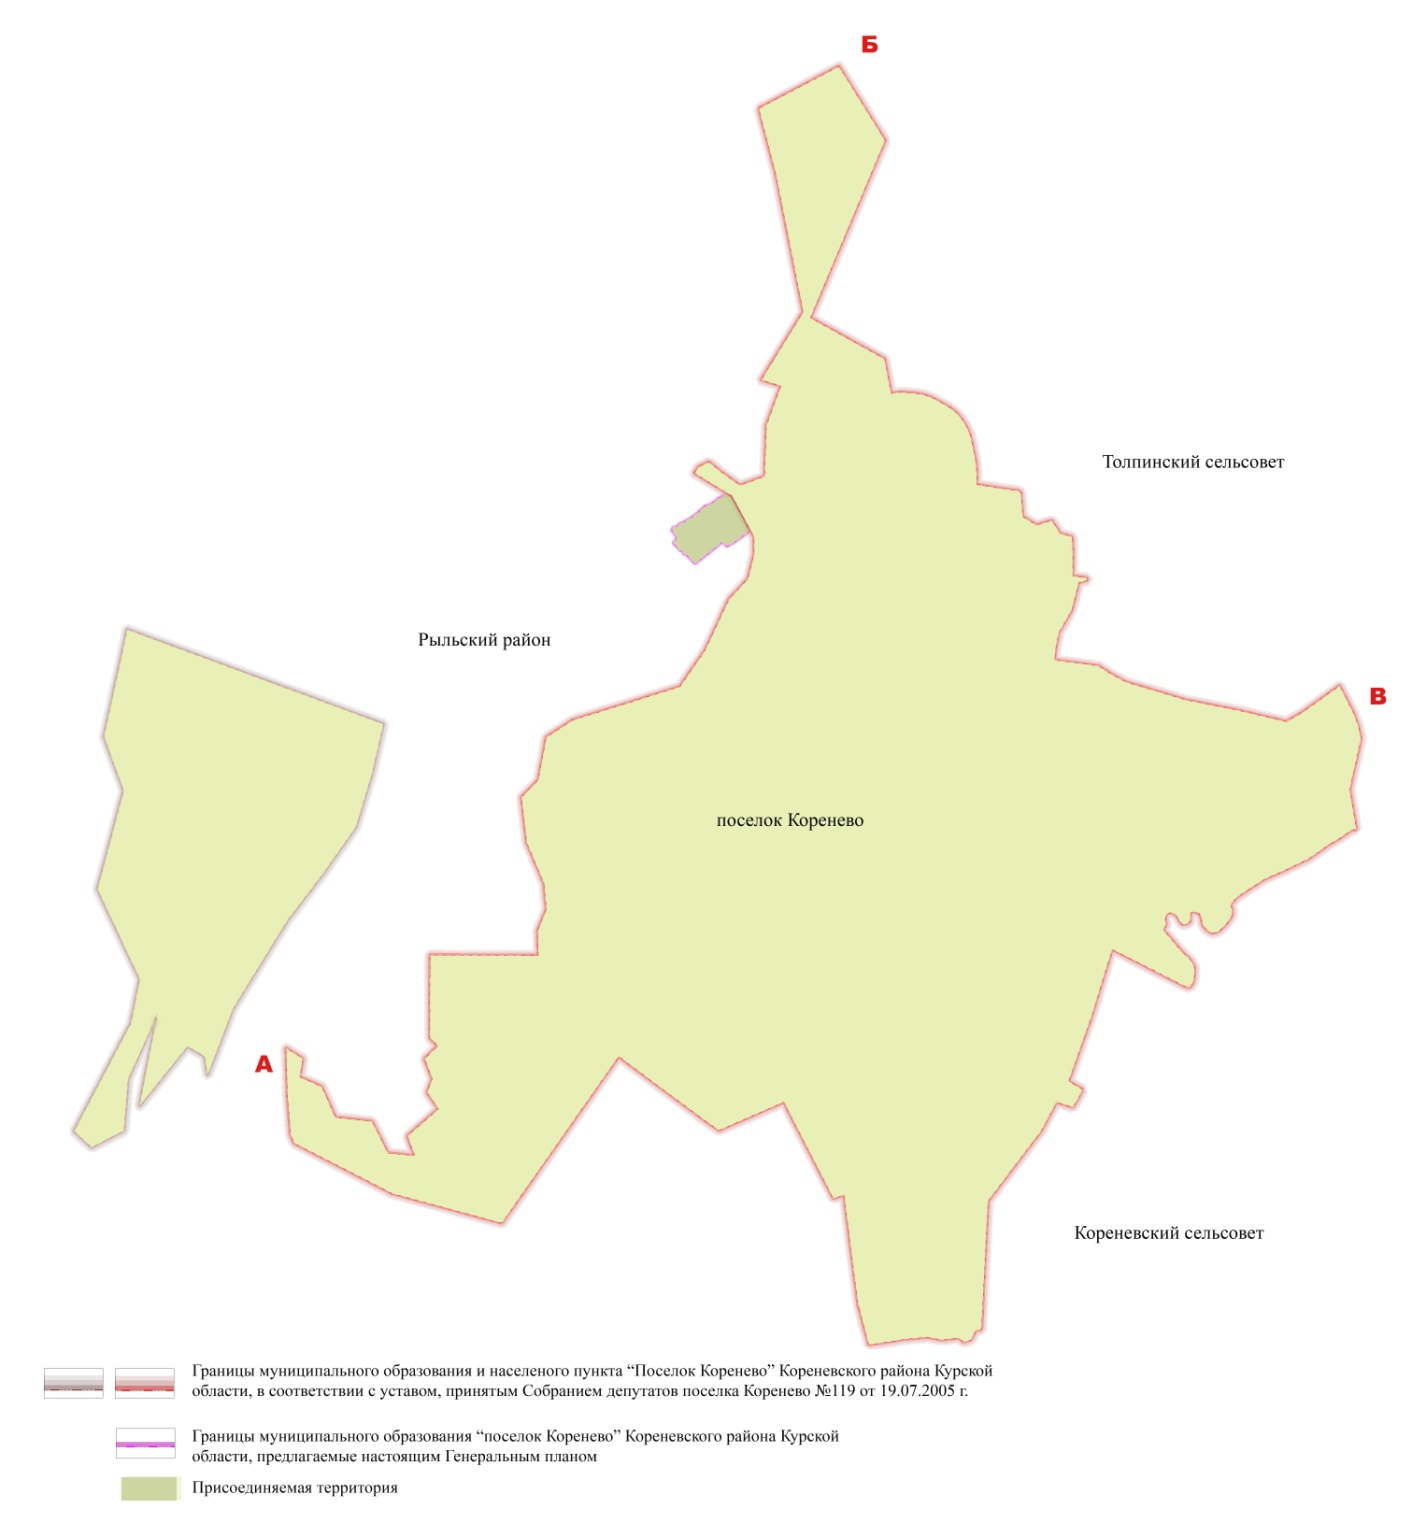 Б
Толпинский сельсовет
Рыльский район
В
поселок Коренево
А
Кореневский сельсовет
Границы муниципального образования и населеного пункта “Поселок Коренево” Кореневского района Курской
области, в соответствии с уставом, принятым Собранием депутатов поселка Коренево №119 от 19.07.2005 г.
Границы муниципального образования “поселок Коренево” Кореневского района Курской
области, предлагаемые настоящим Генеральным планом
Присоединяемая территория